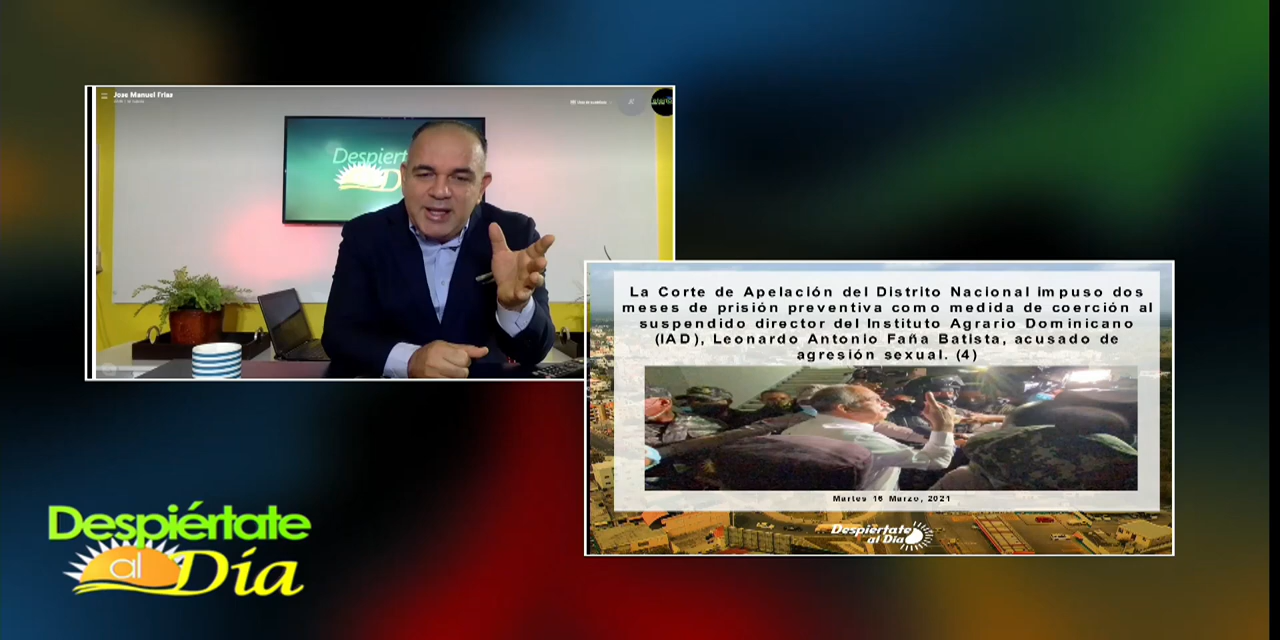 Jose Manuel Frias
Despiert
D
La Corte de Apelación del Distrito Nacional impuso dos
meses de prisión preventiva como medida de coerción al
suspendido director del Instituto Agrario Dominicano
(IAD), Leonardo Antonio Faña Batista, acusado de
agresión sexual. (4)
Martes 16 Marzo, 2021
Despiértate
al Día
Despiértate
al Día